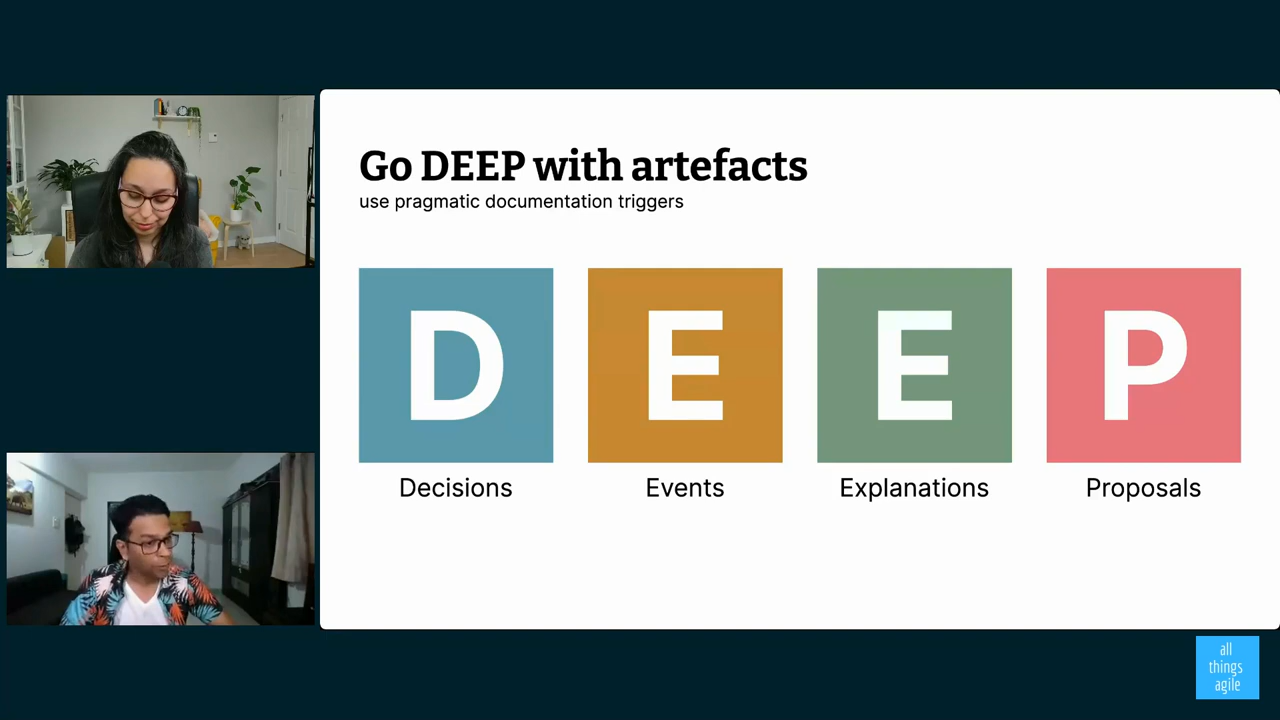 Go DEEP with artefacts
use pragmatic documentation triggers
D E E P
Decisions Events Explanations Proposals
all
things
agile